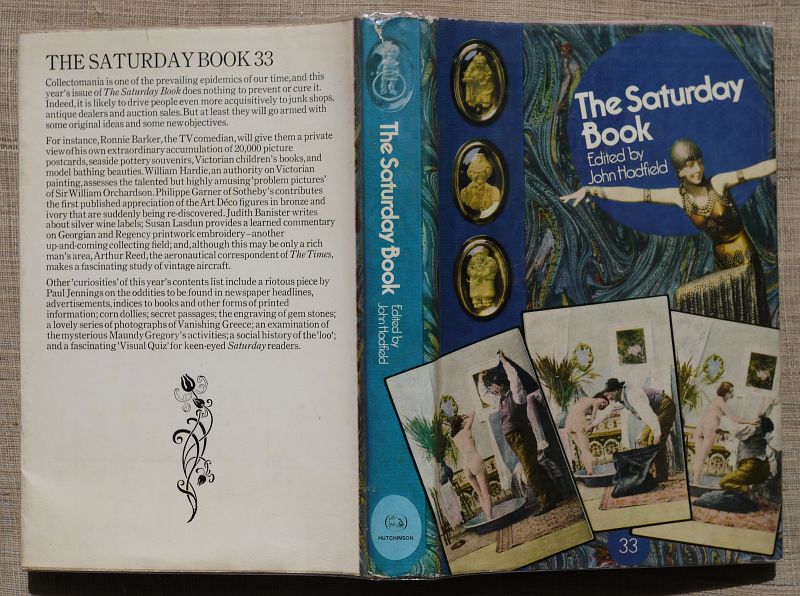 THE SATURDAY BOOK 33
Collectomania is one of the prevailing epidemics of our time, and this
year's issue of The Saturday Book does nothing to prevent or cure it.
Indeed, it is likely to drive people even more acquisitively to junk shops,
antique dealers and auction sales. But at least they will go armed with
some original ideas and some new objectives.
For instance, Ronnie Barker, the TV comedian, will give them a private
view of his own extraordinary accumulation of 20,000 picture
postcards, seaside pottery souvenirs, Victorian children's books, and
model bathing beauties. William Hardie, an authority on Victorian
painting, assesses the talented but highly amusing 'problem pictures'
of Sir William Orchardson. Philippe Garner of Sotheby's contributes
the first published appreciation of the Art Déco figures in bronze and
ivory that are suddenly being re-discovered. Judith Banister writes
about silver wine labels; Susan Lasdun provides a learned commentary
on Georgian and Regency printwork embroidery – another
up-and-coming collecting field; and, although this may be only a rich
man's area, Arthur Reed, the aeronautical correspondent of The Times,
makes a fascinating study of vintage aircraft.
Other 'curiosities' of this year's contents list include a riotous piece by
Paul Jennings on the oddities to be found in newspaper headlines,
advertisements, indices to books and other forms of printed
information; corn dollies; secret passages; the engraving of gem stones;
a lovely series of photographs of Vanishing Greece; an examination of
the mysterious Maundy Gregory's activities; a social history of the 'loo';
and a fascinating 'Visual Quiz' for keen-eyed Saturday readers.
The Saturday Book
Edited by
John Hadfield
HUTCHINSON
The Saturday
Book
Edited by
John Hadfield
33